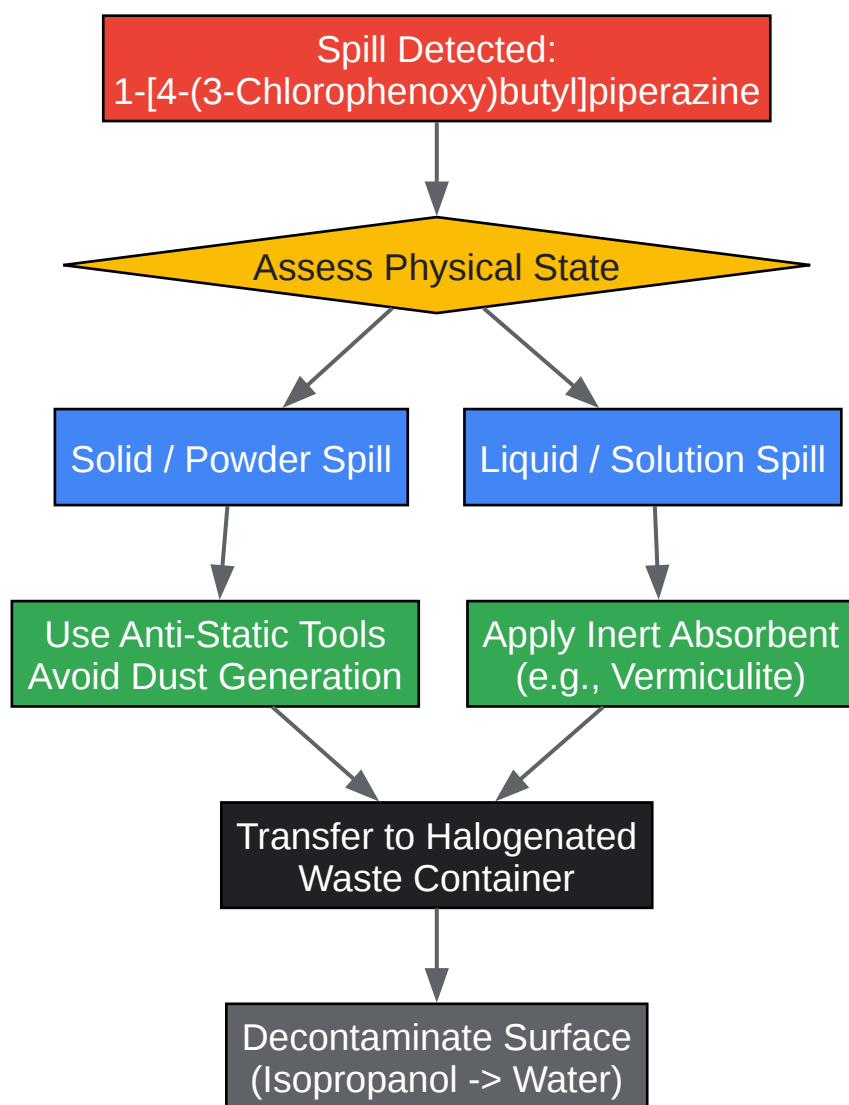 Spill Detected:
1-[4-(3-Chlorophenoxy)butyl]piperazine
Assess Physical State
Solid / Powder Spill
Liquid / Solution Spill
Use Anti-Static Tools
Avoid Dust Generation
Apply Inert Absorbent
(e.g., Vermiculite)
Transfer to Halogenated
Waste Container
Decontaminate Surface
(Isopropanol -> Water)